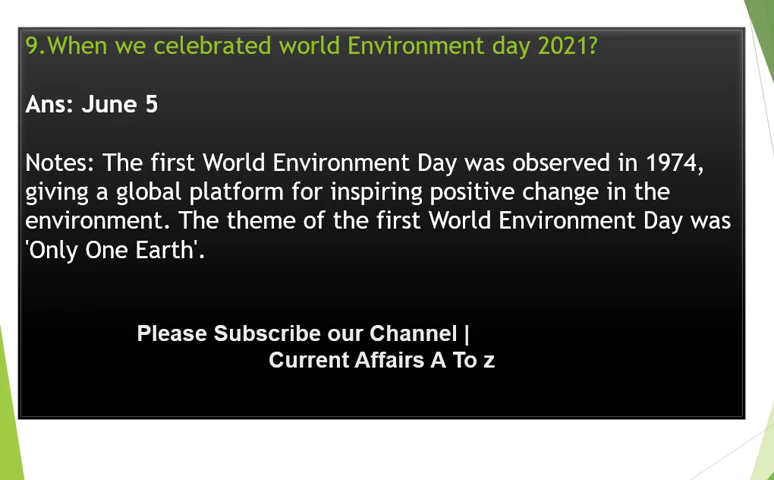 9.When we celebrated world Environment day 2021?
Ans: June 5
Notes: The first World Environment Day was observed in 1974,
giving a global platform for inspiring positive change in the
environment. The theme of the first World Environment Day was
'Only One Earth'.
Please Subscribe our Channel |
Current Affairs A To z